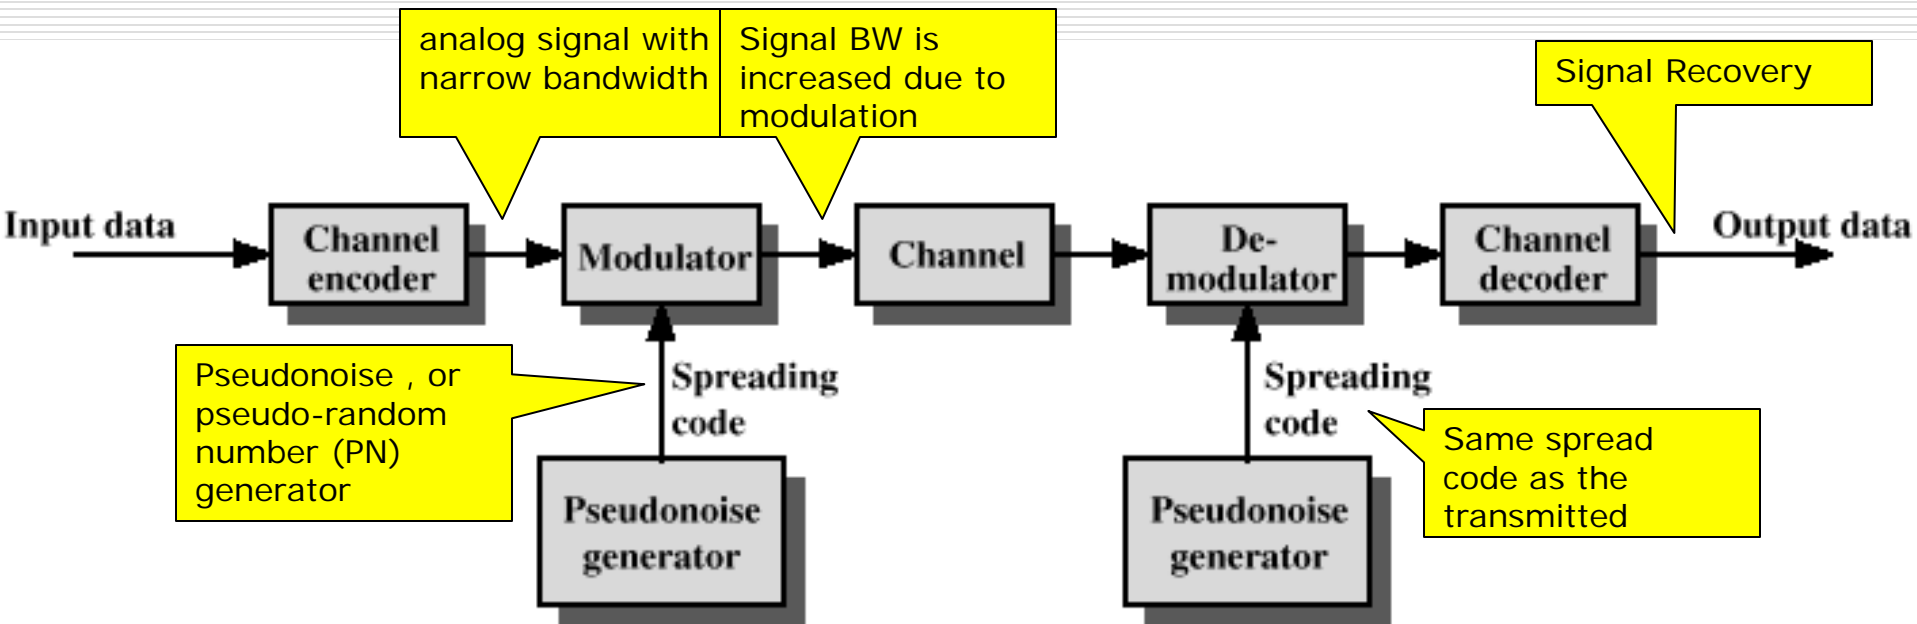 analog signal with
narrow bandwidth
Signal BW is
increased due to
modulation
Signal Recovery
Input data
Channel
encoder
Modulator
Channel
De-
modulator
Channel
decoder
Output data
Pseudonoise , or
pseudo-random
number (PN)
generator
Spreading
code
Spreading
code
Same spread
code as the
transmitted
Pseudonoise
generator
Pseudonoise
generator